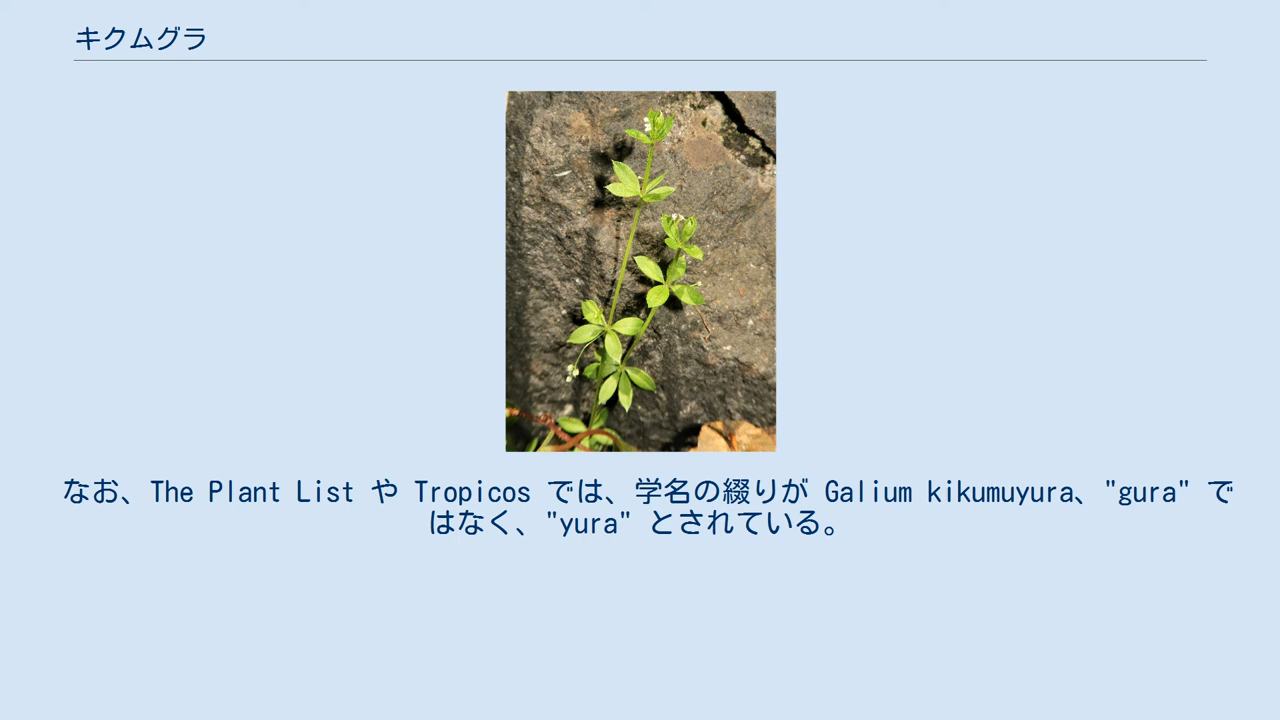 キクムグラ
なお、The Plant List や Tropicos では、学名の綴りが Galium kikumuyura、"gura" で
はなく、"yura" とされている。